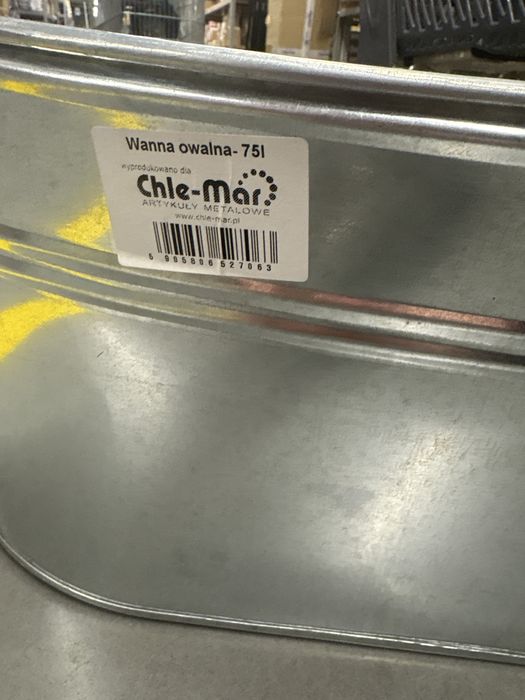 Wanna owalna- 75l
wyprodukowano dla
Chle-Mar
ARTYKUŁY METALOWE
www.chle-mar.pl
5 905806 527063